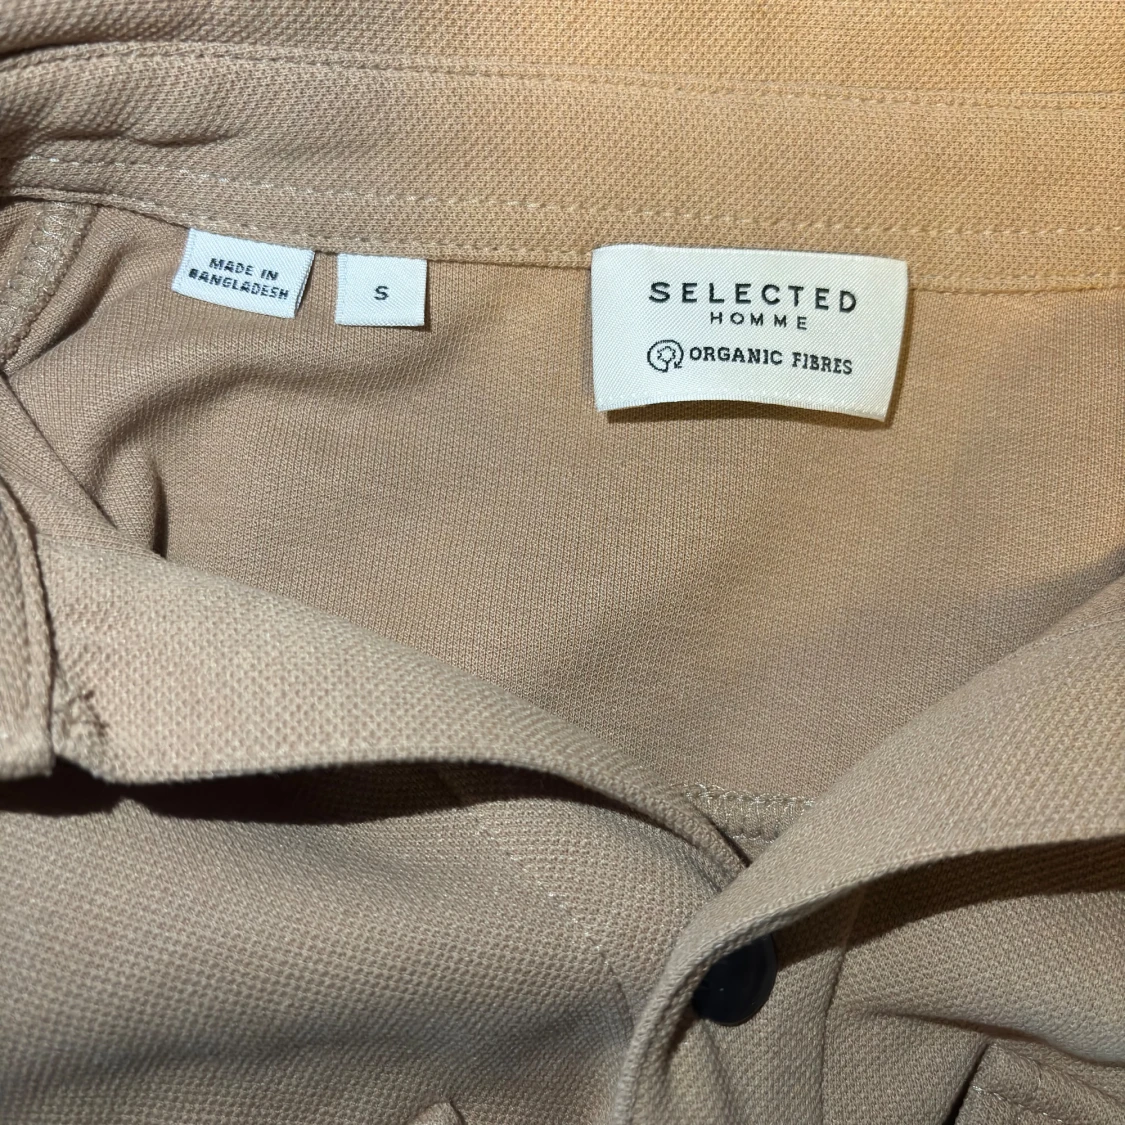 MADE IN
BANGLADESH
S
SELECTED
HOMME
ORGANIC FIBRES